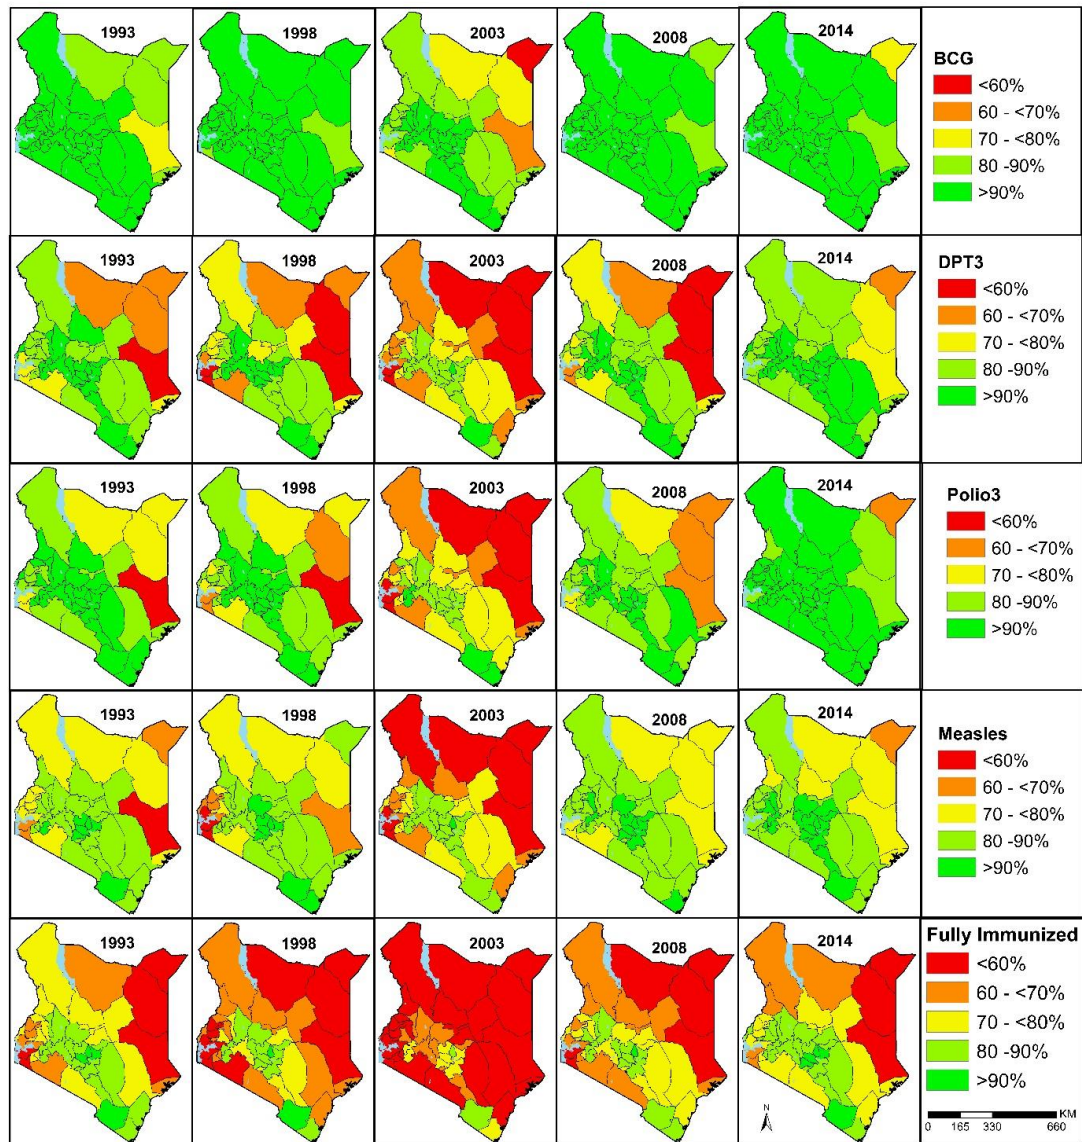 1993
1998
2003
2008
2014
BCG
<60%
60 - <70%
70 - <80%
80 -90%
>90%
1993
1998
2003
2008
2014
DPT3
<60%
60 - <70%
70 - <80%
80 -90%
>90%
1993
1998
2003
2008
2014
Polio3
<60%
60 - <70%
70 - <80%
80 -90%
>90%
1993
1998
2003
2008
2014
Measles
<60%
60 - <70%
70 - <80%
80 -90%
>90%
1993
1998
2003
2008
2014
Fully Immunized
<60%
60 - <70%
70 - <80%
80 -90%
>90%
N
KM
0 165 330 660